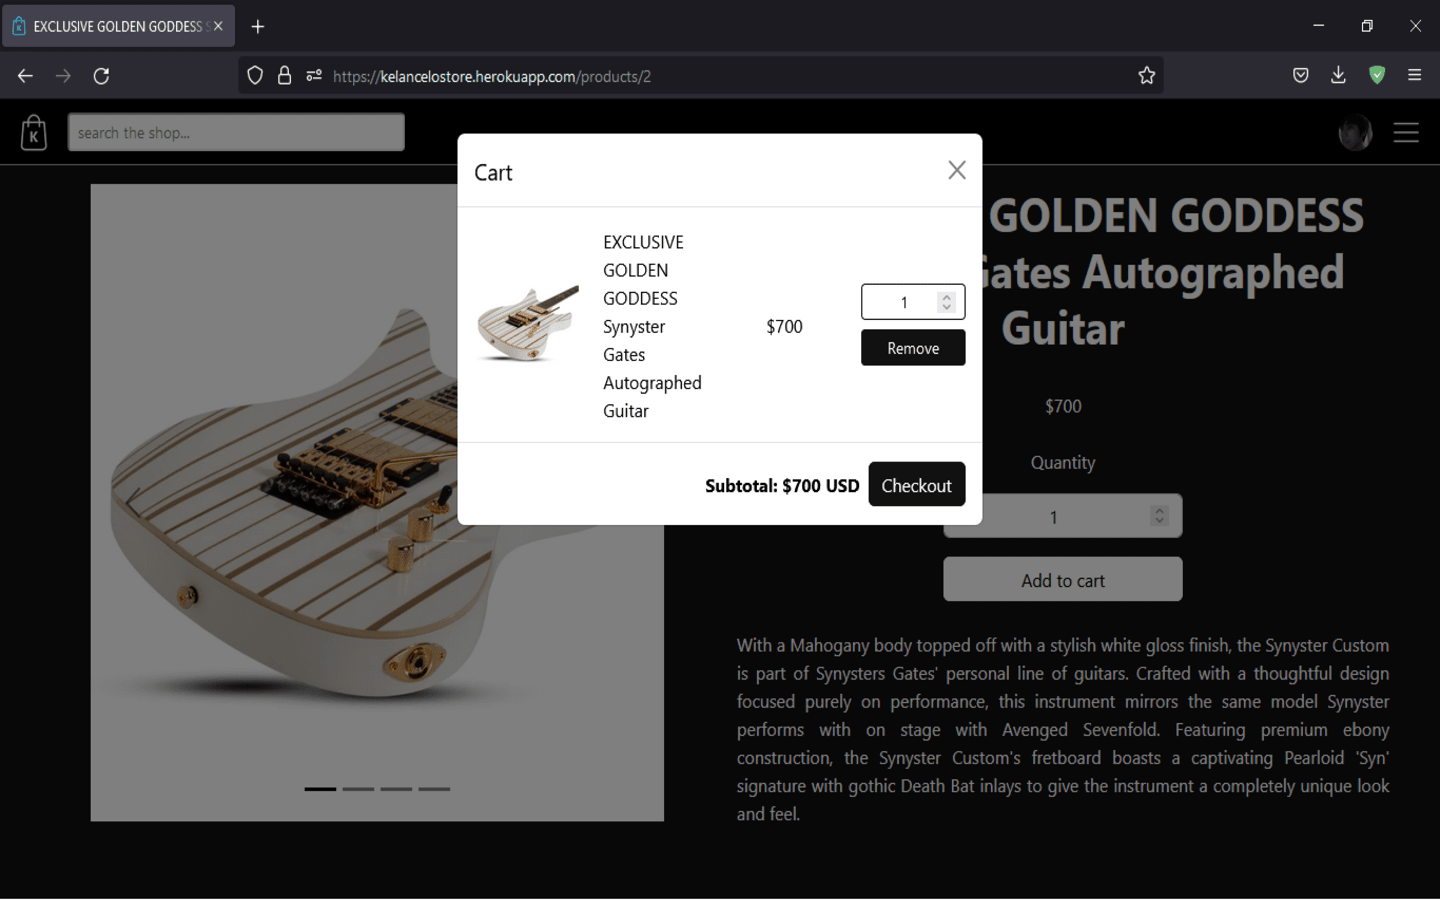 EXCLUSIVE GOLDEN GODDESS S
https://kelancelostore.herokuapp.com/products/2
K
search the shop...
Cart
EXCLUSIVE
GOLDEN
GODDESS
Synyster
Gates
Autographed
Guitar
$700
1
Remove
Subtotal: $700 USD
Checkout
GOLDEN GODDESS
Gates Autographed
Guitar
$700
Quantity
1
Add to cart
With a Mahogany body topped off with a stylish white gloss finish, the Synyster Custom
is part of Synysters Gates' personal line of guitars. Crafted with a thoughtful design
focused purely on performance, this instrument mirrors the same model Synyster
performs with on stage with Avenged Sevenfold. Featuring premium ebony
construction, the Synyster Custom's fretboard boasts a captivating Pearloid 'Syn'
signature with gothic Death Bat inlays to give the instrument a completely unique look
and feel.